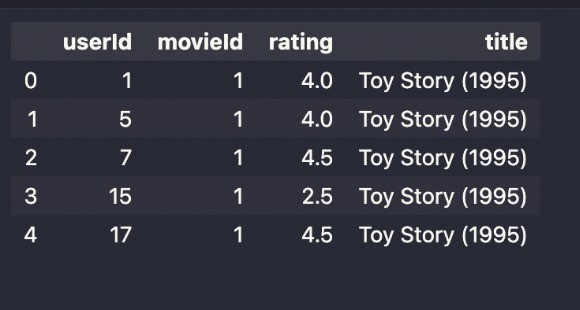 userId movieId rating title
0 1 1 4.0 Toy Story (1995)
1 5 1 4.0 Toy Story (1995)
2 7 1 4.5 Toy Story (1995)
3 15 1 2.5 Toy Story (1995)
4 17 1 4.5 Toy Story (1995)